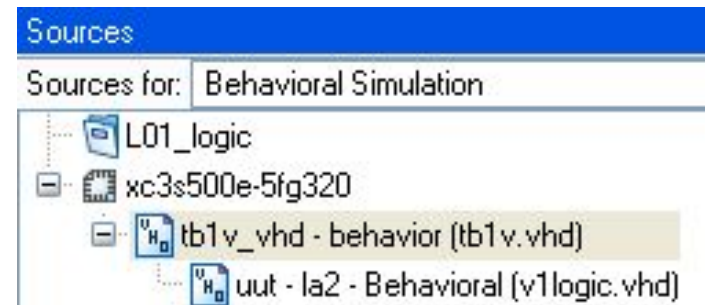 Sources
Sources for: Behavioral Simulation
L01_logic
xc3s500e-5fg320
tb1v_vhd - behavior (tb1v.vhd)
uut - la2 - Behavioral (v1logic.vhd)